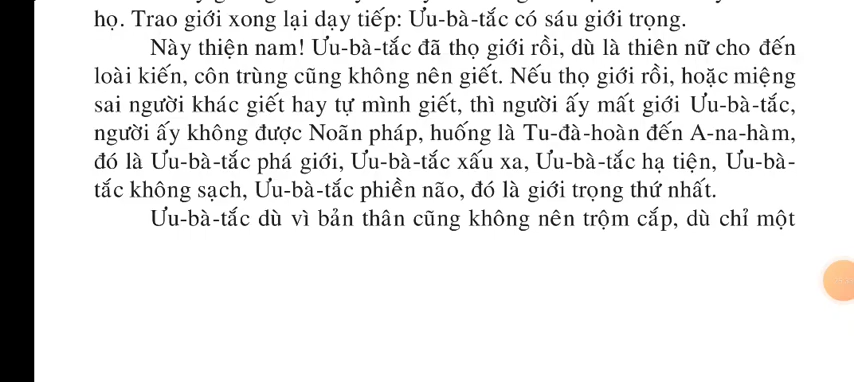 họ. Trao giới xong lại dạy tiếp: Ưu-bà-tắc có sáu giới trọng.
Này thiện nam! Ưu-bà-tắc đã thọ giới rồi, dù là thiên nữ cho đến
loài kiến, côn trùng cũng không nên giết. Nếu thọ giới rồi, hoặc miệng
sai người khác giết hay tự mình giết, thì người ấy mất giới Ưu-bà-tắc,
người ấy không được Noãn pháp, huống là Tu-đà-hoàn đến A-na-hàm,
đó là Ưu-bà-tắc phá giới, Ưu-bà-tắc xấu xa, Ưu-bà-tắc hạ tiện, Ưu-bà-
tắc không sạch, Ưu-bà-tắc phiền não, đó là giới trọng thứ nhất.
Ưu-bà-tắc dù vì bản thân cũng không nên trộm cắp, dù chỉ một